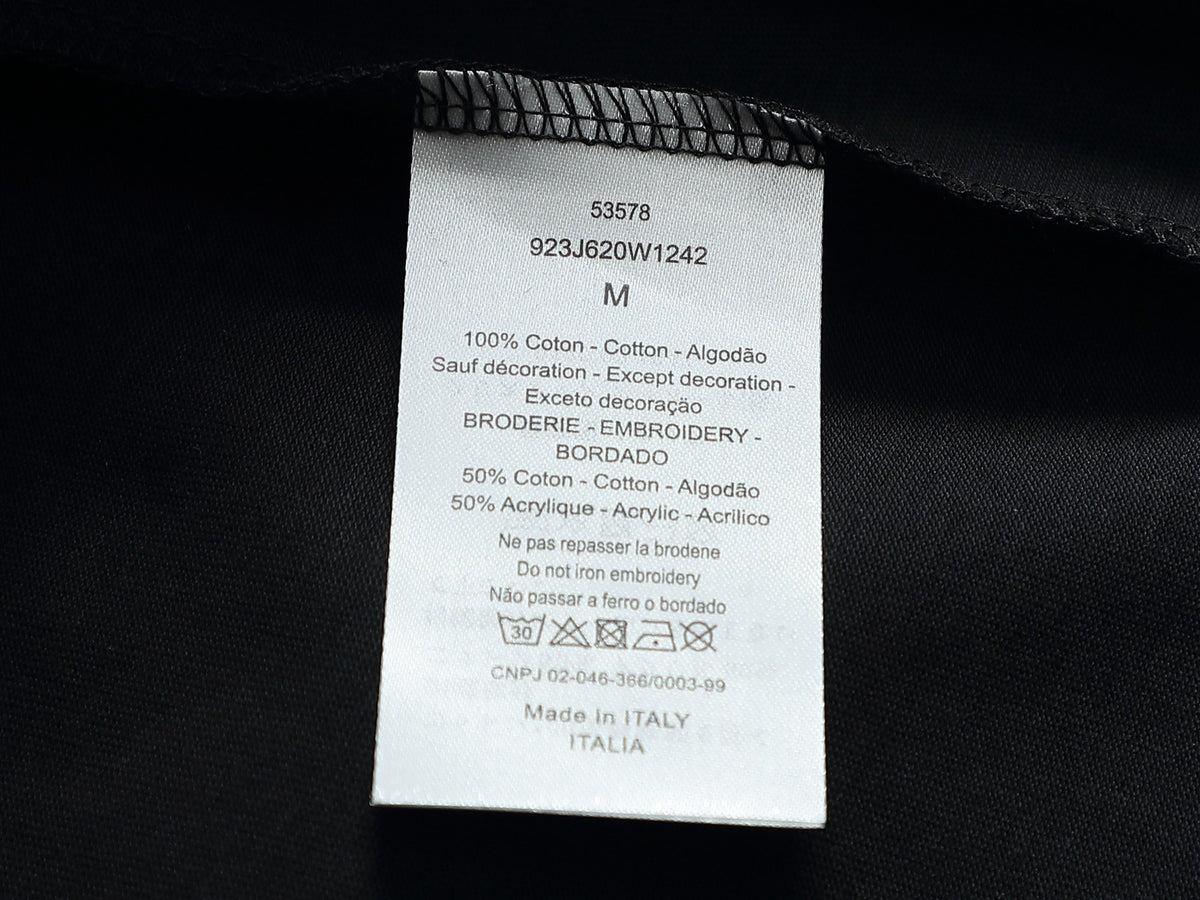 53578
923J620W1242
M
100% Coton - Cotton - Algodão
Sauf décoration - Except decoration -
Exceto decoração
BRODERIE - EMBROIDERY -
BORDADO
50% Coton - Cotton - Algodão
50% Acrylique - Acrylic - Acrilico
Ne pas repasser la brodene
Do not iron embroidery
Não passar a ferro o bordado
30
CNPJ 02-046-366/0003-99
Made in ITALY
ITALIA